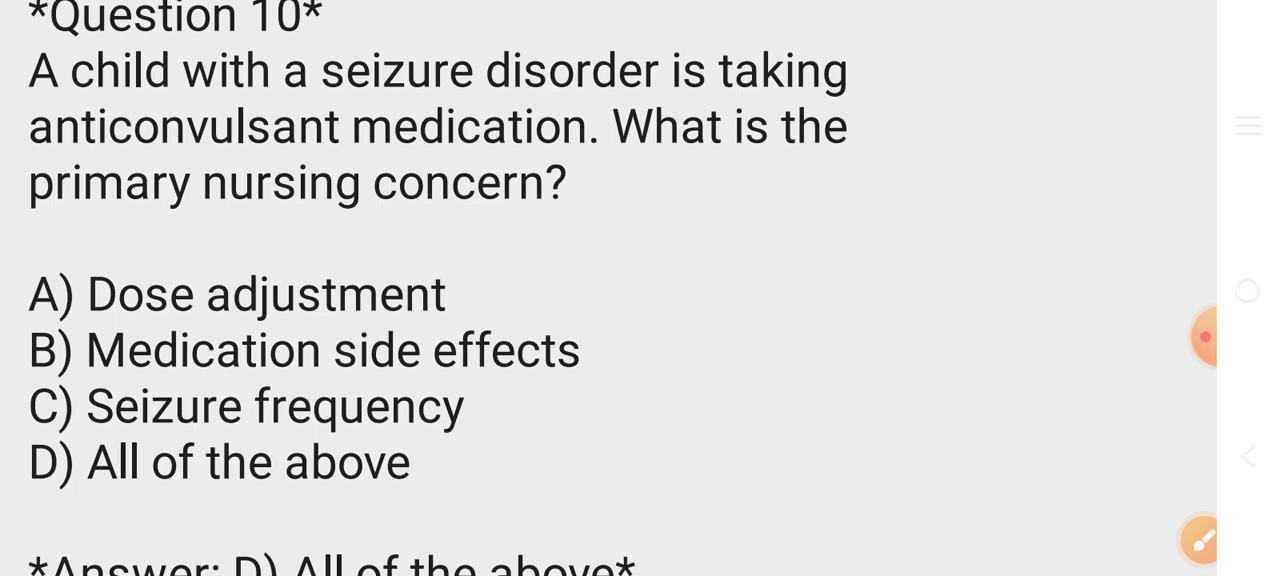 *Question 10*
A child with a seizure disorder is taking
anticonvulsant medication. What is the
primary nursing concern?
A) Dose adjustment
B) Medication side effects
C) Seizure frequency
D) All of the above
*Answer: D) All of the above*